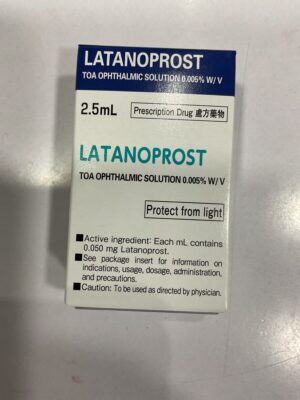 LATANOPROST
TOA OPHTHALMIC SOLUTION 0.005% W/V
2.5mL
Prescription Drug 處方藥物
LATANOPROST
TOA OPHTHALMIC SOLUTION 0.005% W/V
Protect from light
■Active ingredient: Each mL contains
0.050 mg Latanoprost.
■See package insert for information on
indications, usage, dosage, administration,
and precautions.
■Caution: To be used as directed by physician.